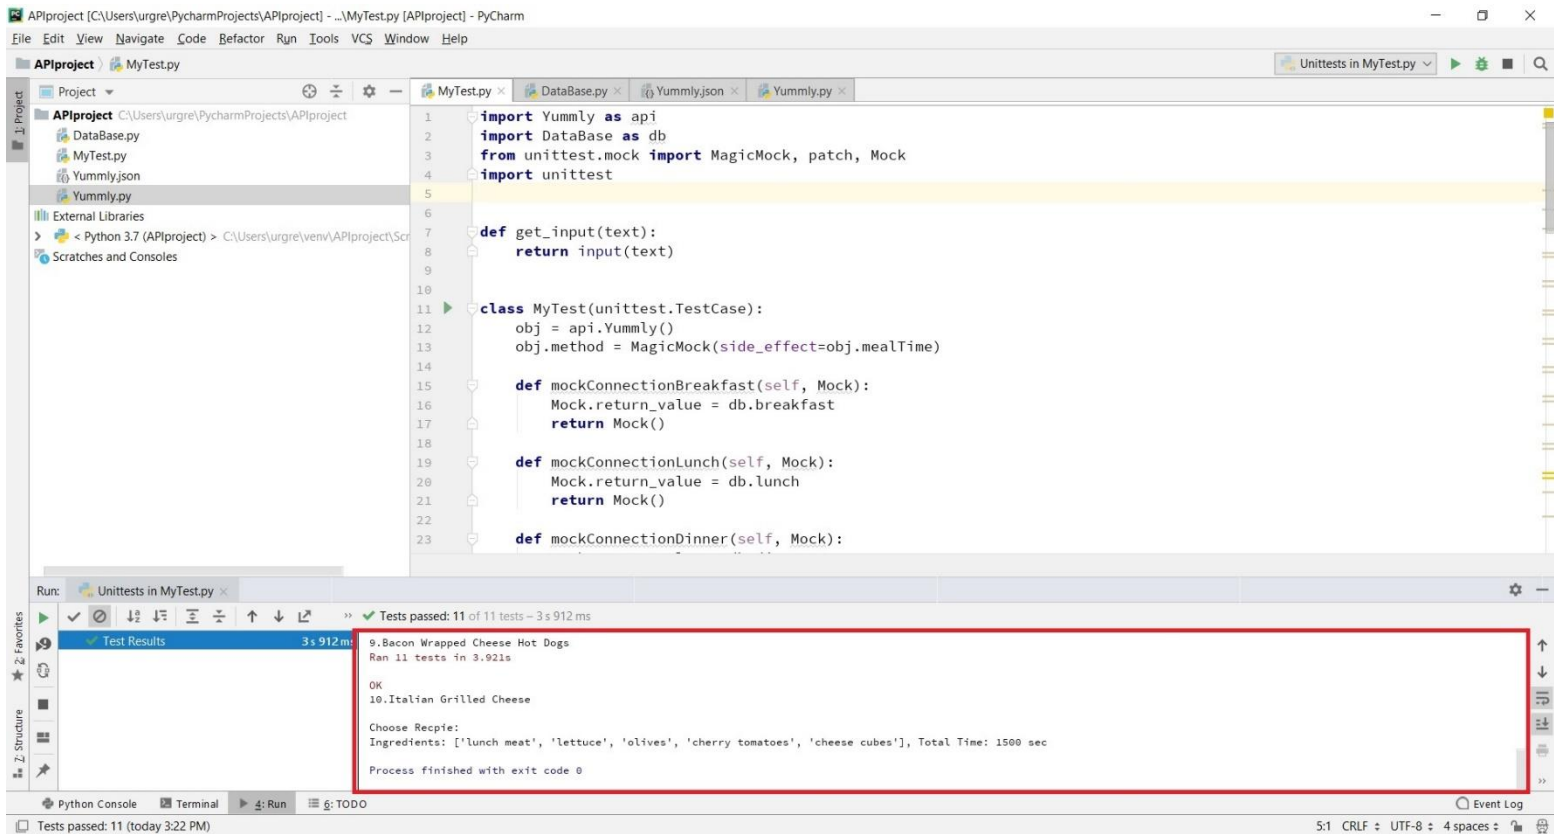 APIproject [C:\Users\urgre\PycharmProjects\APIproject] - ...\MyTest.py [APIproject] - PyCharm
File Edit View Navigate Code Refactor Run Tools VCS Window Help
APIproject MyTest.py Unittests in MyTest.py
1: Project
Project
APIproject C:\Users\urgre\PycharmProjects\APIproject
DataBase.py
MyTest.py
Yummly.json
Yummly.py
External Libraries
< Python 3.7 (APIproject) > C:\Users\urgre\venv\APIproject\Scr
Scratches and Consoles
MyTest.py DataBase.py Yummly.json Yummly.py
1 import Yummly as api
2 import DataBase as db
3 from unittest.mock import MagicMock, patch, Mock
4 import unittest
5
6
7 def get_input(text):
8 return input(text)
9
10
11 class MyTest(unittest.TestCase):
12 obj = api.Yummly()
13 obj.method = MagicMock(side_effect=obj.mealTime)
14
15 def mockConnectionBreakfast(self, Mock):
16 Mock.return_value = db.breakfast
17 return Mock()
18
19 def mockConnectionLunch(self, Mock):
20 Mock.return_value = db.lunch
21 return Mock()
22
23 def mockConnectionDinner(self, Mock):
Run: Unittests in MyTest.py
2: Favorites
Z: Structure
Tests passed: 11 of 11 tests – 3 s 912 ms
Test Results 3 s 912 ms
9.Bacon Wrapped Cheese Hot Dogs
Ran 11 tests in 3.921s
OK
10.Italian Grilled Cheese
Choose Recpie:
Ingredients: ['lunch meat', 'lettuce', 'olives', 'cherry tomatoes', 'cheese cubes'], Total Time: 1500 sec
Process finished with exit code 0
Python Console Terminal 4: Run 6: TODO Event Log
Tests passed: 11 (today 3:22 PM) 5:1 CRLF UTF-8 4 spaces